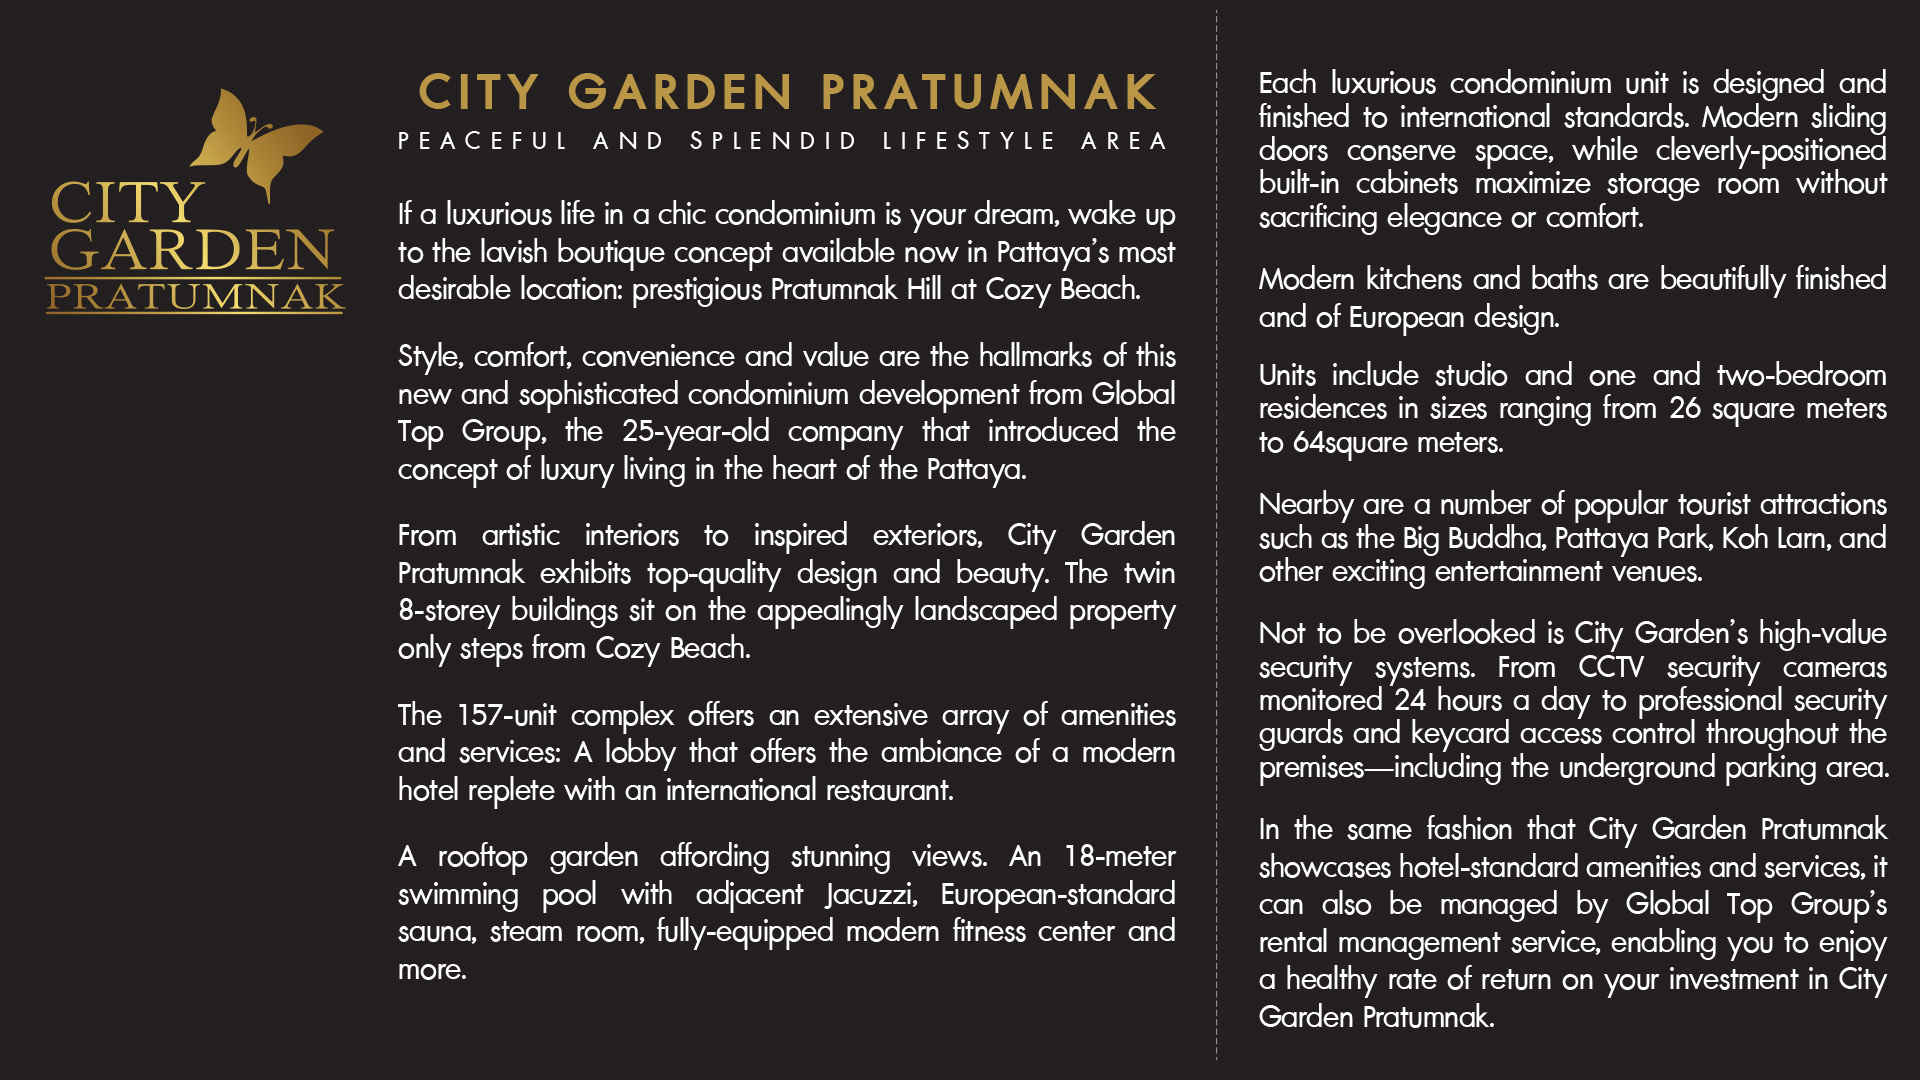 CITY
GARDEN
PRATUMNAK
CITY GARDEN PRATUMNAK
PEACEFUL AND SPLENDID LIFESTYLE AREA
If a luxurious life in a chic condominium is your dream, wake up
to the lavish boutique concept available now in Pattaya’s most
desirable location: prestigious Pratumnak Hill at Cozy Beach.
Style, comfort, convenience and value are the hallmarks of this
new and sophisticated condominium development from Global
Top Group, the 25-year-old company that introduced the
concept of luxury living in the heart of the Pattaya.
From artistic interiors to inspired exteriors, City Garden
Pratumnak exhibits top-quality design and beauty. The twin
8-storey buildings sit on the appealingly landscaped property
only steps from Cozy Beach.
The 157-unit complex offers an extensive array of amenities
and services: A lobby that offers the ambiance of a modern
hotel replete with an international restaurant.
A rooftop garden affording stunning views. An 18-meter
swimming pool with adjacent Jacuzzi, European-standard
sauna, steam room, fully-equipped modern fitness center and
more.
Each luxurious condominium unit is designed and
finished to international standards. Modern sliding
doors conserve space, while cleverly-positioned
built-in cabinets maximize storage room without
sacrificing elegance or comfort.
Modern kitchens and baths are beautifully finished
and of European design.
Units include studio and one and two-bedroom
residences in sizes ranging from 26 square meters
to 64square meters.
Nearby are a number of popular tourist attractions
such as the Big Buddha, Pattaya Park, Koh Larn, and
other exciting entertainment venues.
Not to be overlooked is City Garden’s high-value
security systems. From CCTV security cameras
monitored 24 hours a day to professional security
guards and keycard access control throughout the
premises—including the underground parking area.
In the same fashion that City Garden Pratumnak
showcases hotel-standard amenities and services, it
can also be managed by Global Top Group’s
rental management service, enabling you to enjoy
a healthy rate of return on your investment in City
Garden Pratumnak.